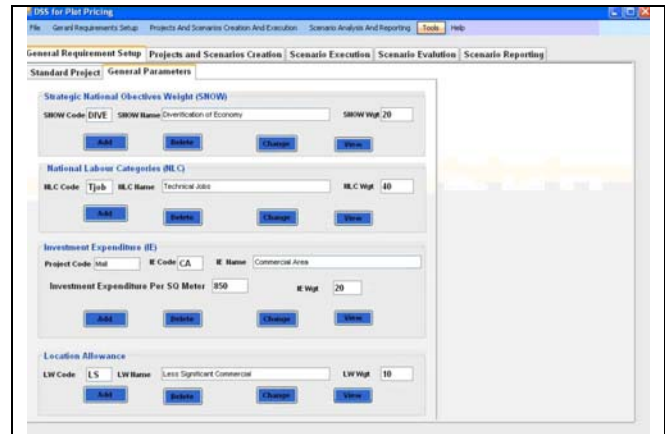 DSS for Plot Pricing
File Gerarl Requirements Setup Projects And Scenarios Creation And Execution Scenario Analysis And Reporting Tools Help
General Requirement Setup Projects and Scenarios Creation Scenario Execution Scenario Evalution Scenario Reporting
Standard Project General Parameters
Strategic National Obectives Weight (SNOW)
SNOW Code DIVE SNOW Name Diverification of Economy SNOW Wgt 20
Add Delete Change View
National Labour Categories (NLC)
NLC Code Tjob NLC Name Technical Jobs NLC Wgt 40
Add Delete Change View
Investment Expenditure (IE)
Project Code Mall IE Code CA IE Name Commercial Area
Investment Expenditure Per SQ Meter 850 IE Wgt 20
Add Delete Change View
Location Allowance
LW Code LS LW Name Less Significant Commercial LW Wgt 10
Add Delete Change View